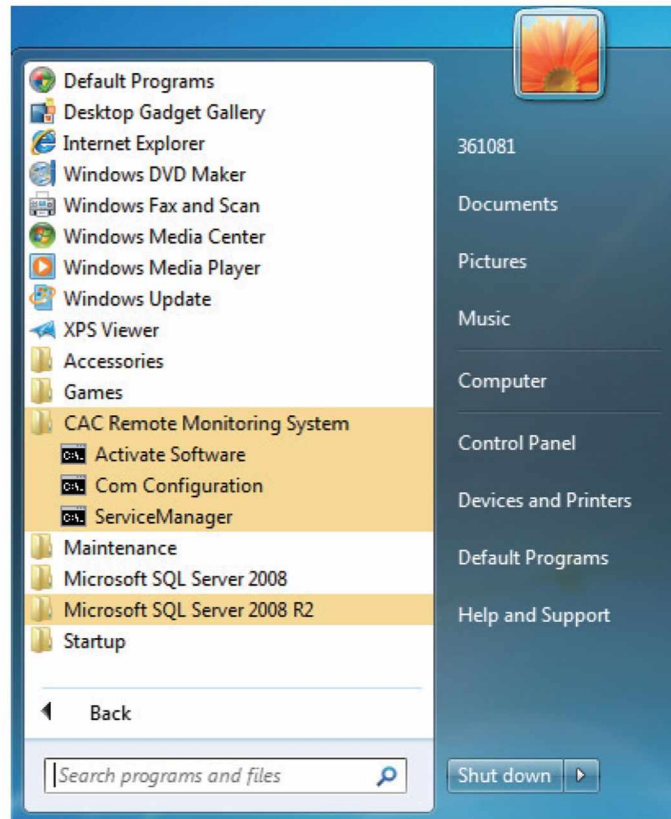 Default Programs
Desktop Gadget Gallery
Internet Explorer
Windows DVD Maker
Windows Fax and Scan
Windows Media Center
Windows Media Player
Windows Update
XPS Viewer
Accessories
Games
CAC Remote Monitoring System
Activate Software
Com Configuration
ServiceManager
Maintenance
Microsoft SQL Server 2008
Microsoft SQL Server 2008 R2
Startup
Back
Search programs and files
361081
Documents
Pictures
Music
Computer
Control Panel
Devices and Printers
Default Programs
Help and Support
Shut down